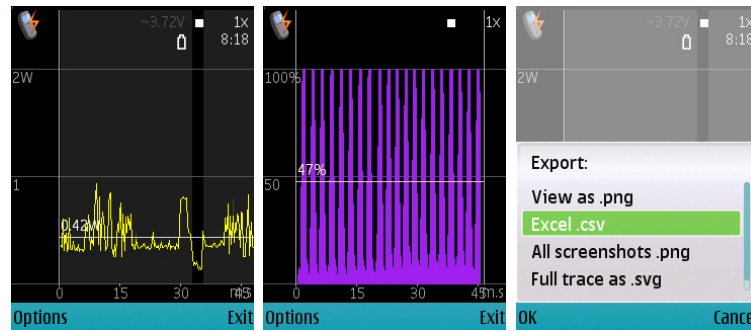 ~3.72V 1x
8:18
2W
1
0.42W
0 15 30 45
Options Exit
1x
100%
47%
50
0 15 30 45 m.s
Options Exit
~3.72V 1x
8:18
2W
Export:
View as .png
Excel .csv
All screenshots .png
Full trace as .svg
OK Cance